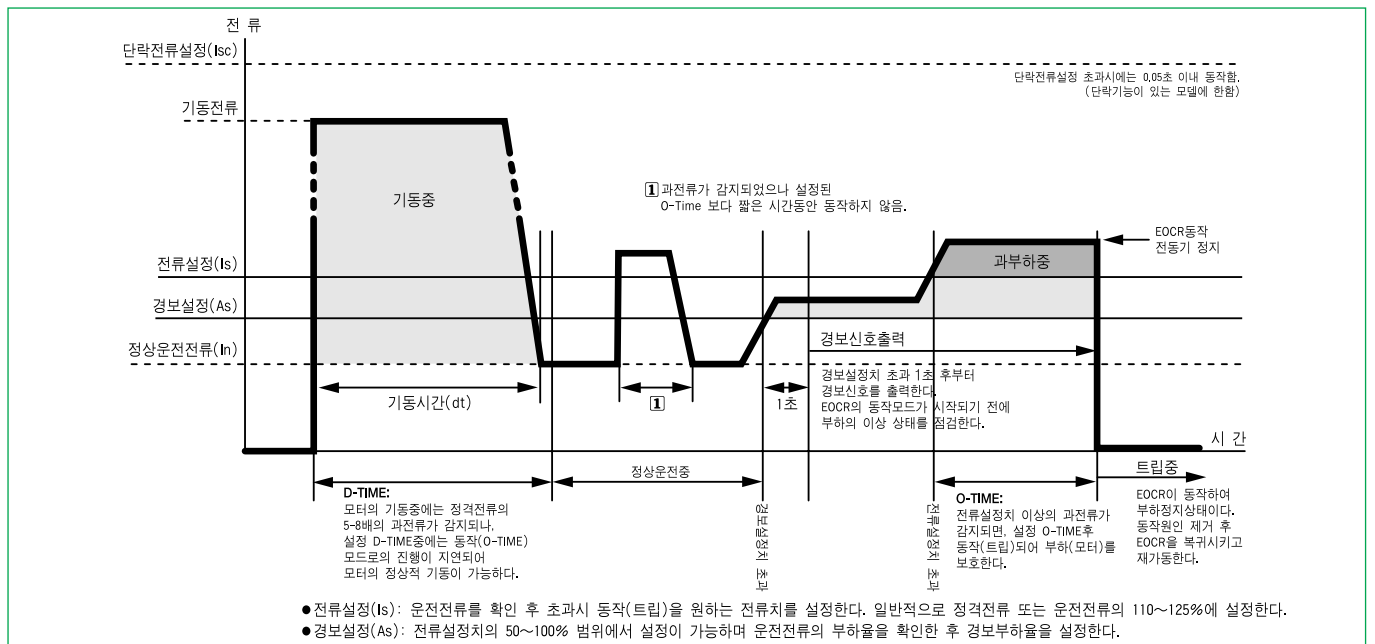 전 류
단락전류설정(Isc)
단락전류설정 초과시에는 0.05초 이내 동작함.
(단락기능이 있는 모델에 한함)
기동전류
기동중
1 과전류가 감지되었으나 설정된
O-Time 보다 짧은 시간동안 동작하지 않음.
EOCR동작
전동기 정지
전류설정(Is)
과부하중
경보설정(As)
경보신호출력
정상운전전류(In)
기동시간(dt)
1
1초
경보설정치 초과 1초 후부터
경보신호를 출력한다.
EOCR의 동작모드가 시작되기 전에
부하의 이상 상태를 점검한다.
시 간
정상운전중
트립중
D-TIME:
모터의 기동중에는 정격전류의
5-8배의 과전류가 감지되나,
설정 D-TIME중에는 동작(O-TIME)
모드로의 진행이 지연되어
모터의 정상적 기동이 가능하다.
경보설정치 초과
전류설정치 초과
O-TIME:
전류설정치 이상의 과전류가
감지되면, 설정 O-TIME후
동작(트립)되어 부하(모터)를
보호한다.
EOCR이 동작하여
부하정지상태이다.
동작원인 제거 후
EOCR을 복귀시키고
재가동한다.
●전류설정(Is): 운전전류를 확인 후 초과시 동작(트립)을 원하는 전류치를 설정한다. 일반적으로 정격전류 또는 운전전류의 110~125%에 설정한다.
●경보설정(As): 전류설정치의 50~100% 범위에서 설정이 가능하며 운전전류의 부하율을 확인한 후 경보부하율을 설정한다.